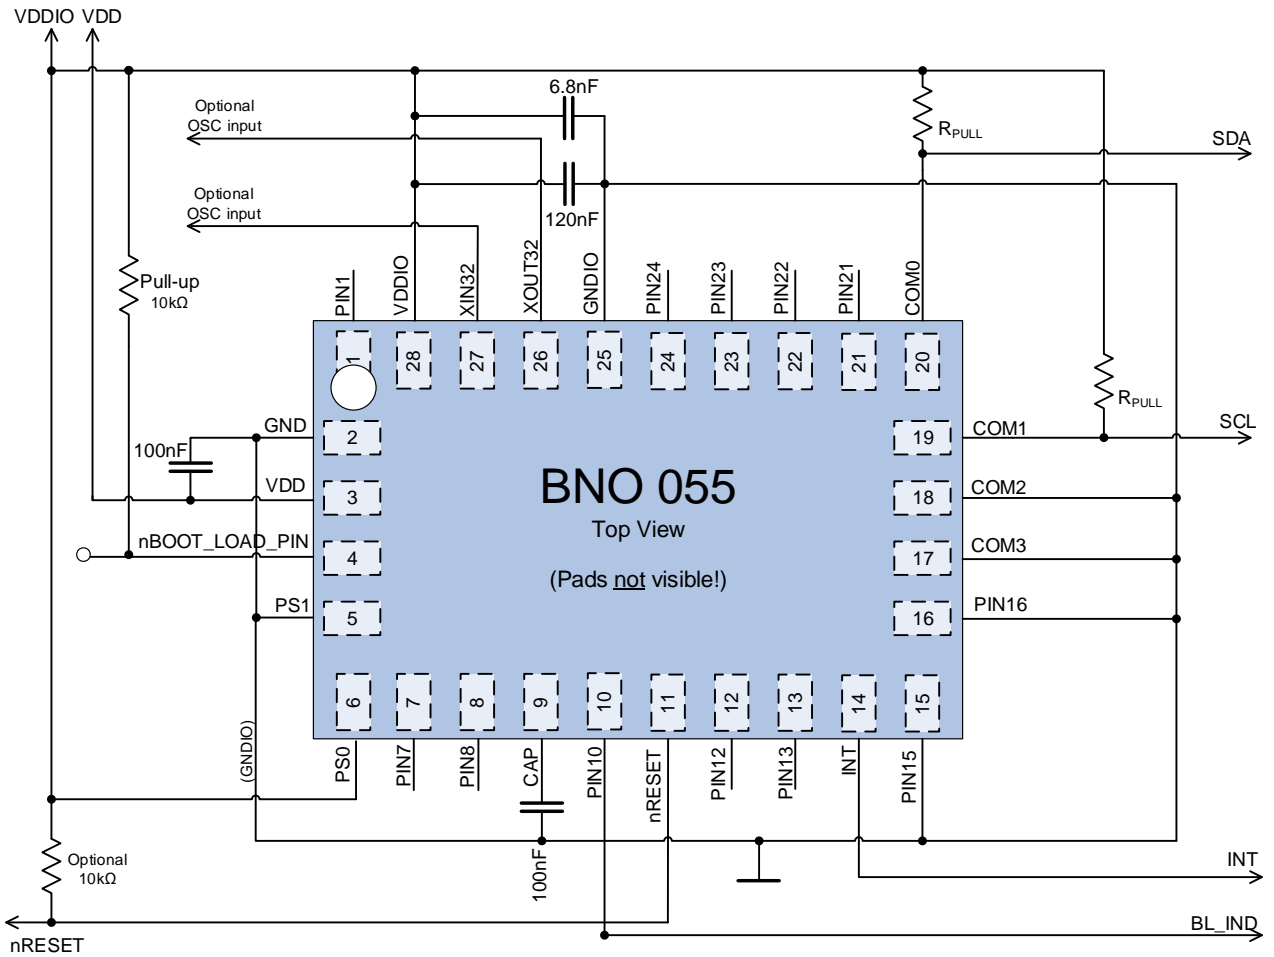 VDDIO VDD
6.8nF
Optional
OSC input
R_PULL
SDA
Optional
OSC input
120nF
Pull-up
10kΩ
PIN1
VDDIO
XIN32
XOUT32
GNDIO
PIN24
PIN23
PIN22
PIN21
COM0
1
28
27
26
25
24
23
22
21
20
R_PULL
GND
2
19
COM1
SCL
100nF
VDD
3
18
COM2
BNO 055
Top View
(Pads not visible!)
nBOOT_LOAD_PIN
4
17
COM3
PS1
5
16
PIN16
6
7
8
9
10
11
12
13
14
15
(GNDIO)
PS0
PIN7
PIN8
CAP
PIN10
nRESET
PIN12
PIN13
INT
PIN15
100nF
Optional
10kΩ
INT
BL_IND
nRESET